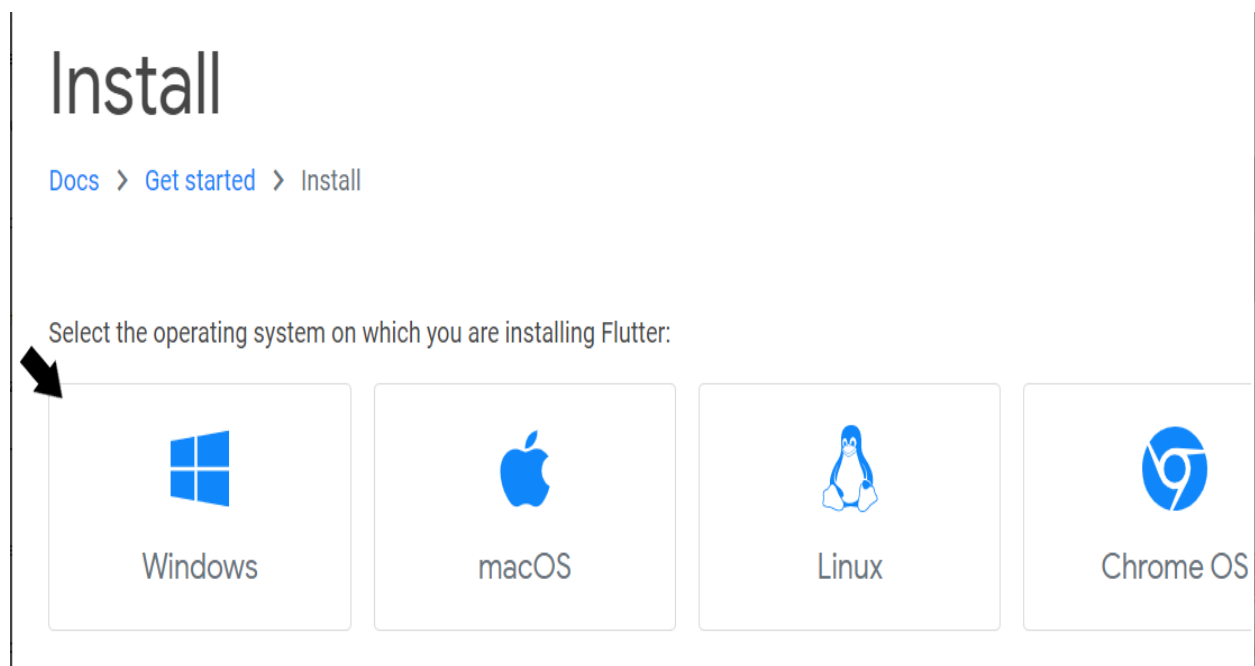 Install
Docs > Get started > Install
Select the operating system on which you are installing Flutter:
Windows macOS Linux Chrome OS